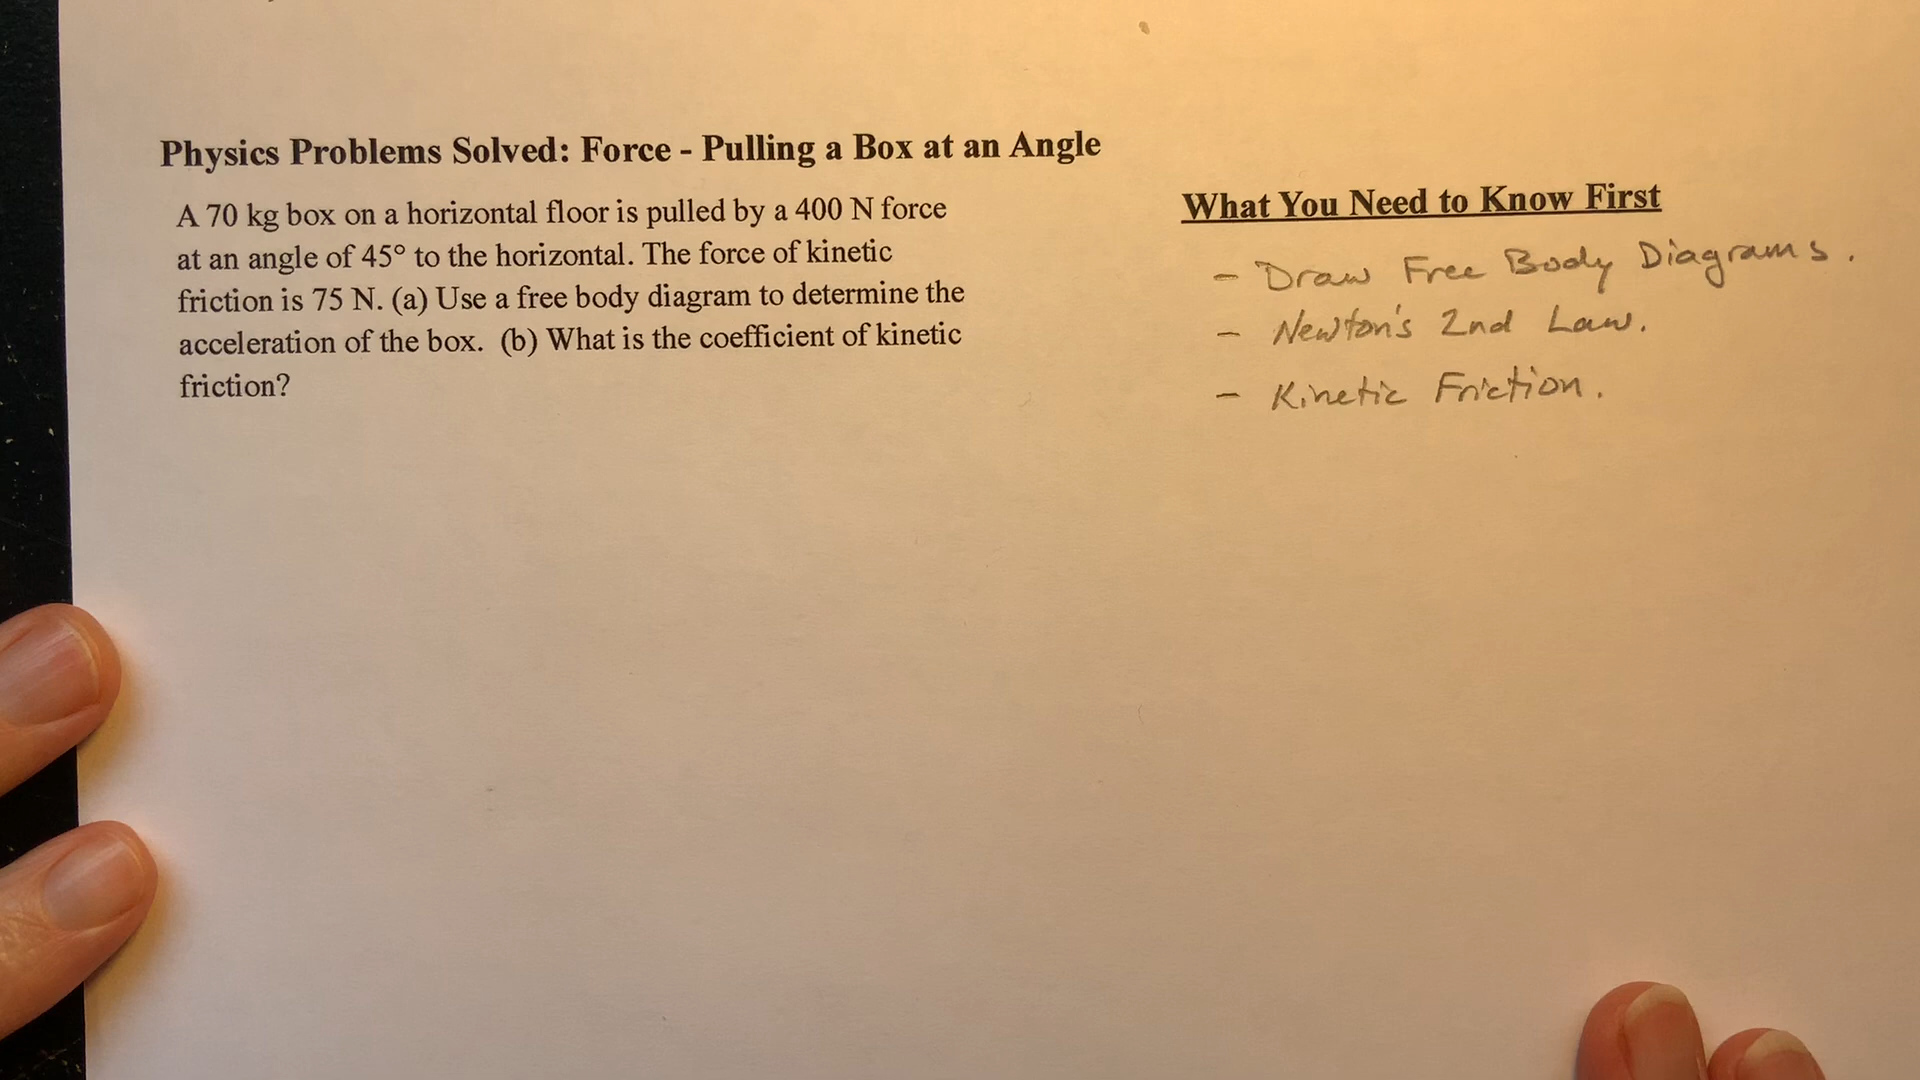 Physics Problems Solved: Force - Pulling a Box at an Angle
A 70 kg box on a horizontal floor is pulled by a 400 N force
at an angle of 45° to the horizontal. The force of kinetic
friction is 75 N. (a) Use a free body diagram to determine the
acceleration of the box. (b) What is the coefficient of kinetic
friction?
What You Need to Know First
- Draw Free Body Diagrams.
- Newton's 2nd Law.
- Kinetic Friction.